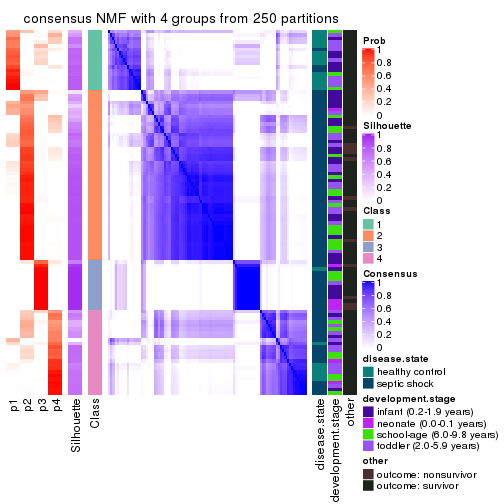 consensus NMF with 4 groups from 250 partitions
Prob
1
0.8
0.6
0.4
0.2
0
Silhouette
1
0.8
0.6
0.4
0.2
0
Class
1
2
3
4
Consensus
1
0.8
0.6
0.4
0.2
0
disease.state
healthy control
septic shock
development.stage
infant (0.2-1.9 years)
neonate (0.0-0.1 years)
school-age (6.0-9.8 years)
toddler (2.0-5.9 years)
other
outcome: nonsurvivor
outcome: survivor
p1
p2
p3
p4
Silhouette
Class
disease.state
development.stage
other